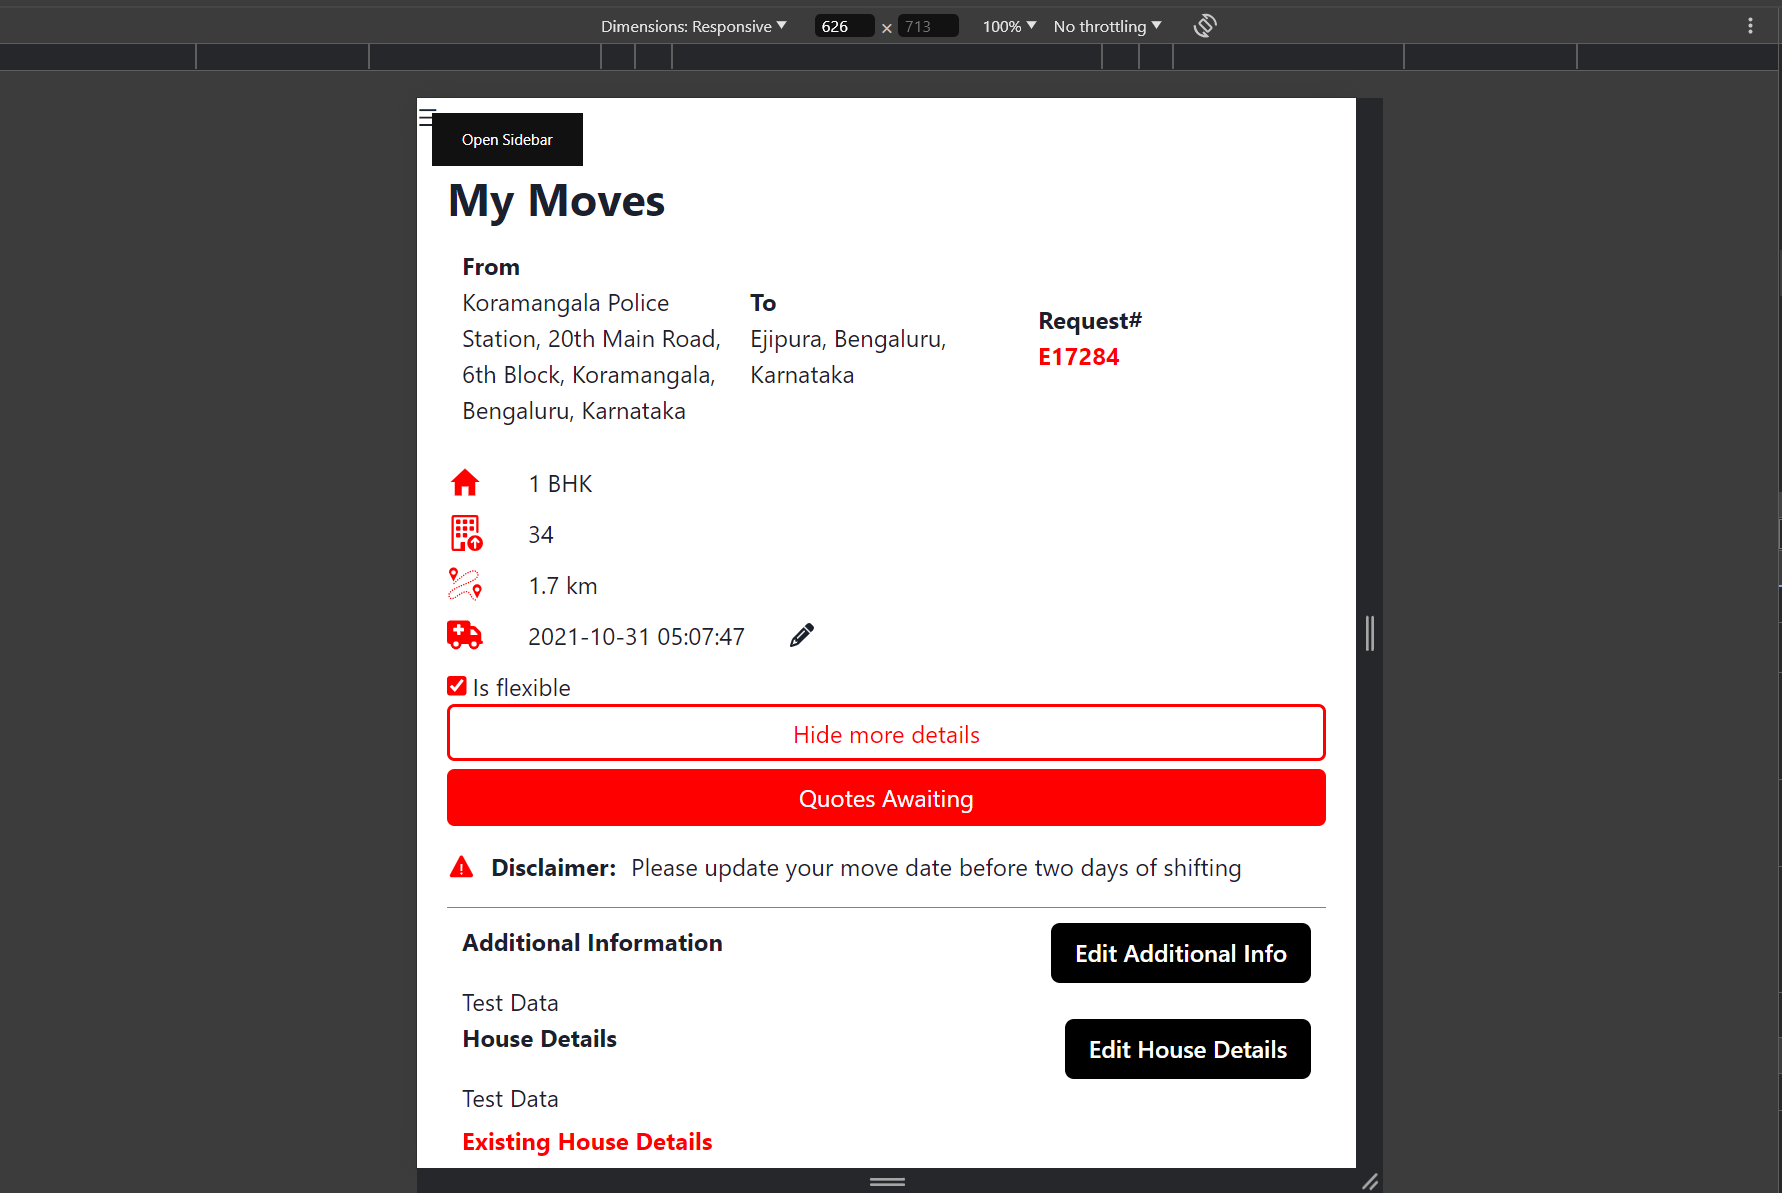 Dimensions: Responsive 626 × 713 100% No throttling
Open Sidebar
My Moves
From
Koramangala Police
Station, 20th Main Road,
6th Block, Koramangala,
Bengaluru, Karnataka
To
Ejipura, Bengaluru,
Karnataka
Request#
E17284
1 BHK
34
1.7 km
2021-10-31 05:07:47
Is flexible
Hide more details
Quotes Awaiting
Disclaimer: Please update your move date before two days of shifting
Additional Information
Edit Additional Info
Test Data
House Details
Edit House Details
Test Data
Existing House Details